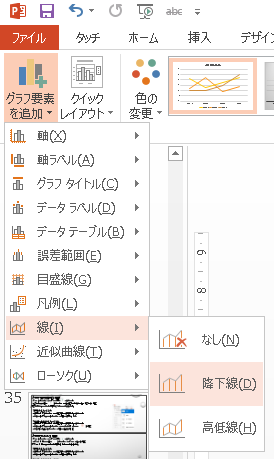 abc
ファイル タッチ ホーム 挿入 デザイ
グラフ要素
を追加
クイック
レイアウト
色の
変更
軸(X)
軸ラベル(A)
グラフ タイトル(C)
データ ラベル(D)
データ テーブル(B)
誤差範囲(E)
目盛線(G)
凡例(L)
線(I)
近似曲線(T)
ローソク(U)
なし(N)
降下線(D)
高低線(H)
9
8
35